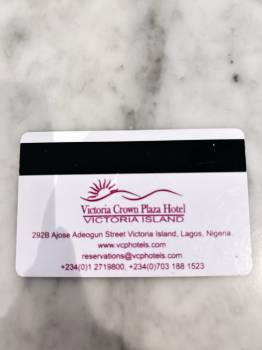 Victoria Crown Plaza Hotel
VICTORIA ISLAND
292B Ajose Adeogun Street Victoria Island, Lagos, Nigeria
www.vcphotels.com
reservations@vcphotels.com
+234(0)1 2719800, +234(0)703 188 1523